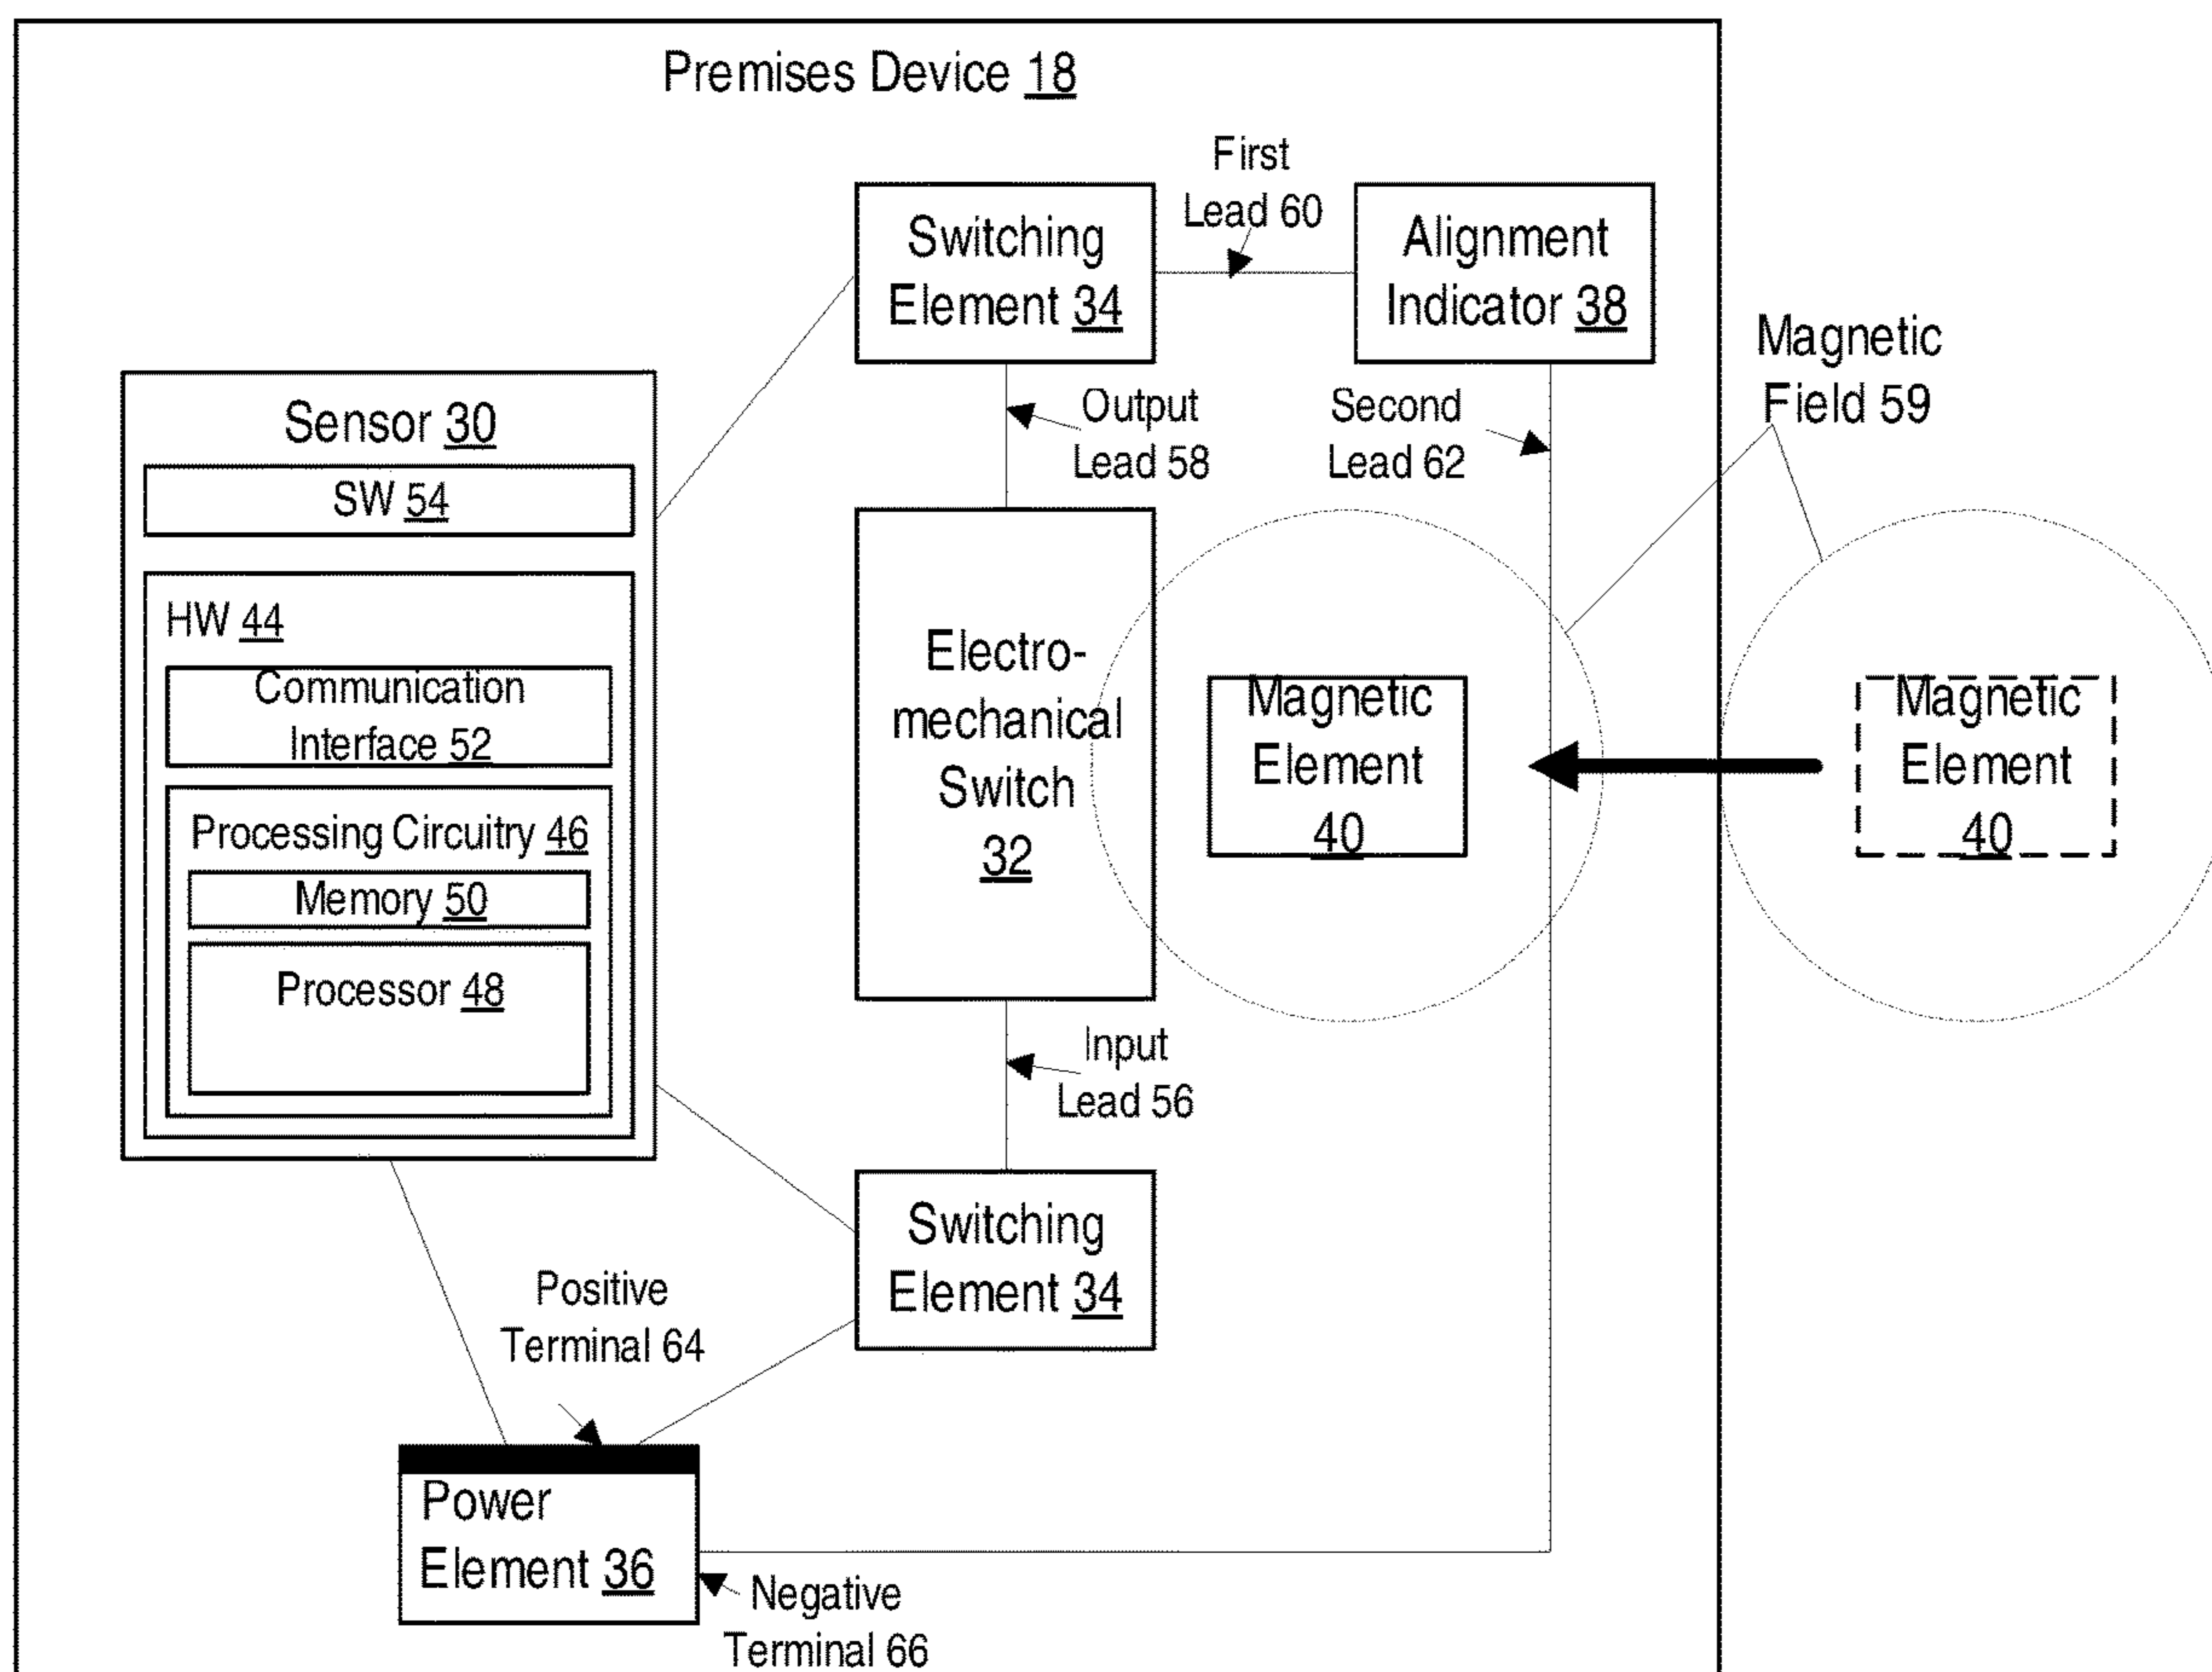 Premises Device 18
First
Lead 60
Switching
Element 34
Alignment
Indicator 38
Magnetic
Field 59
Output
Lead 58
Second
Lead 62
Sensor 30
SW 54
HW 44
Communication
Interface 52
Processing Circuitry 46
Memory 50
Processor 48
Electro-
mechanical
Switch
32
Magnetic
Element
40
Magnetic
Element
40
Input
Lead 56
Switching
Element 34
Positive
Terminal 64
Power
Element 36
Negative
Terminal 66